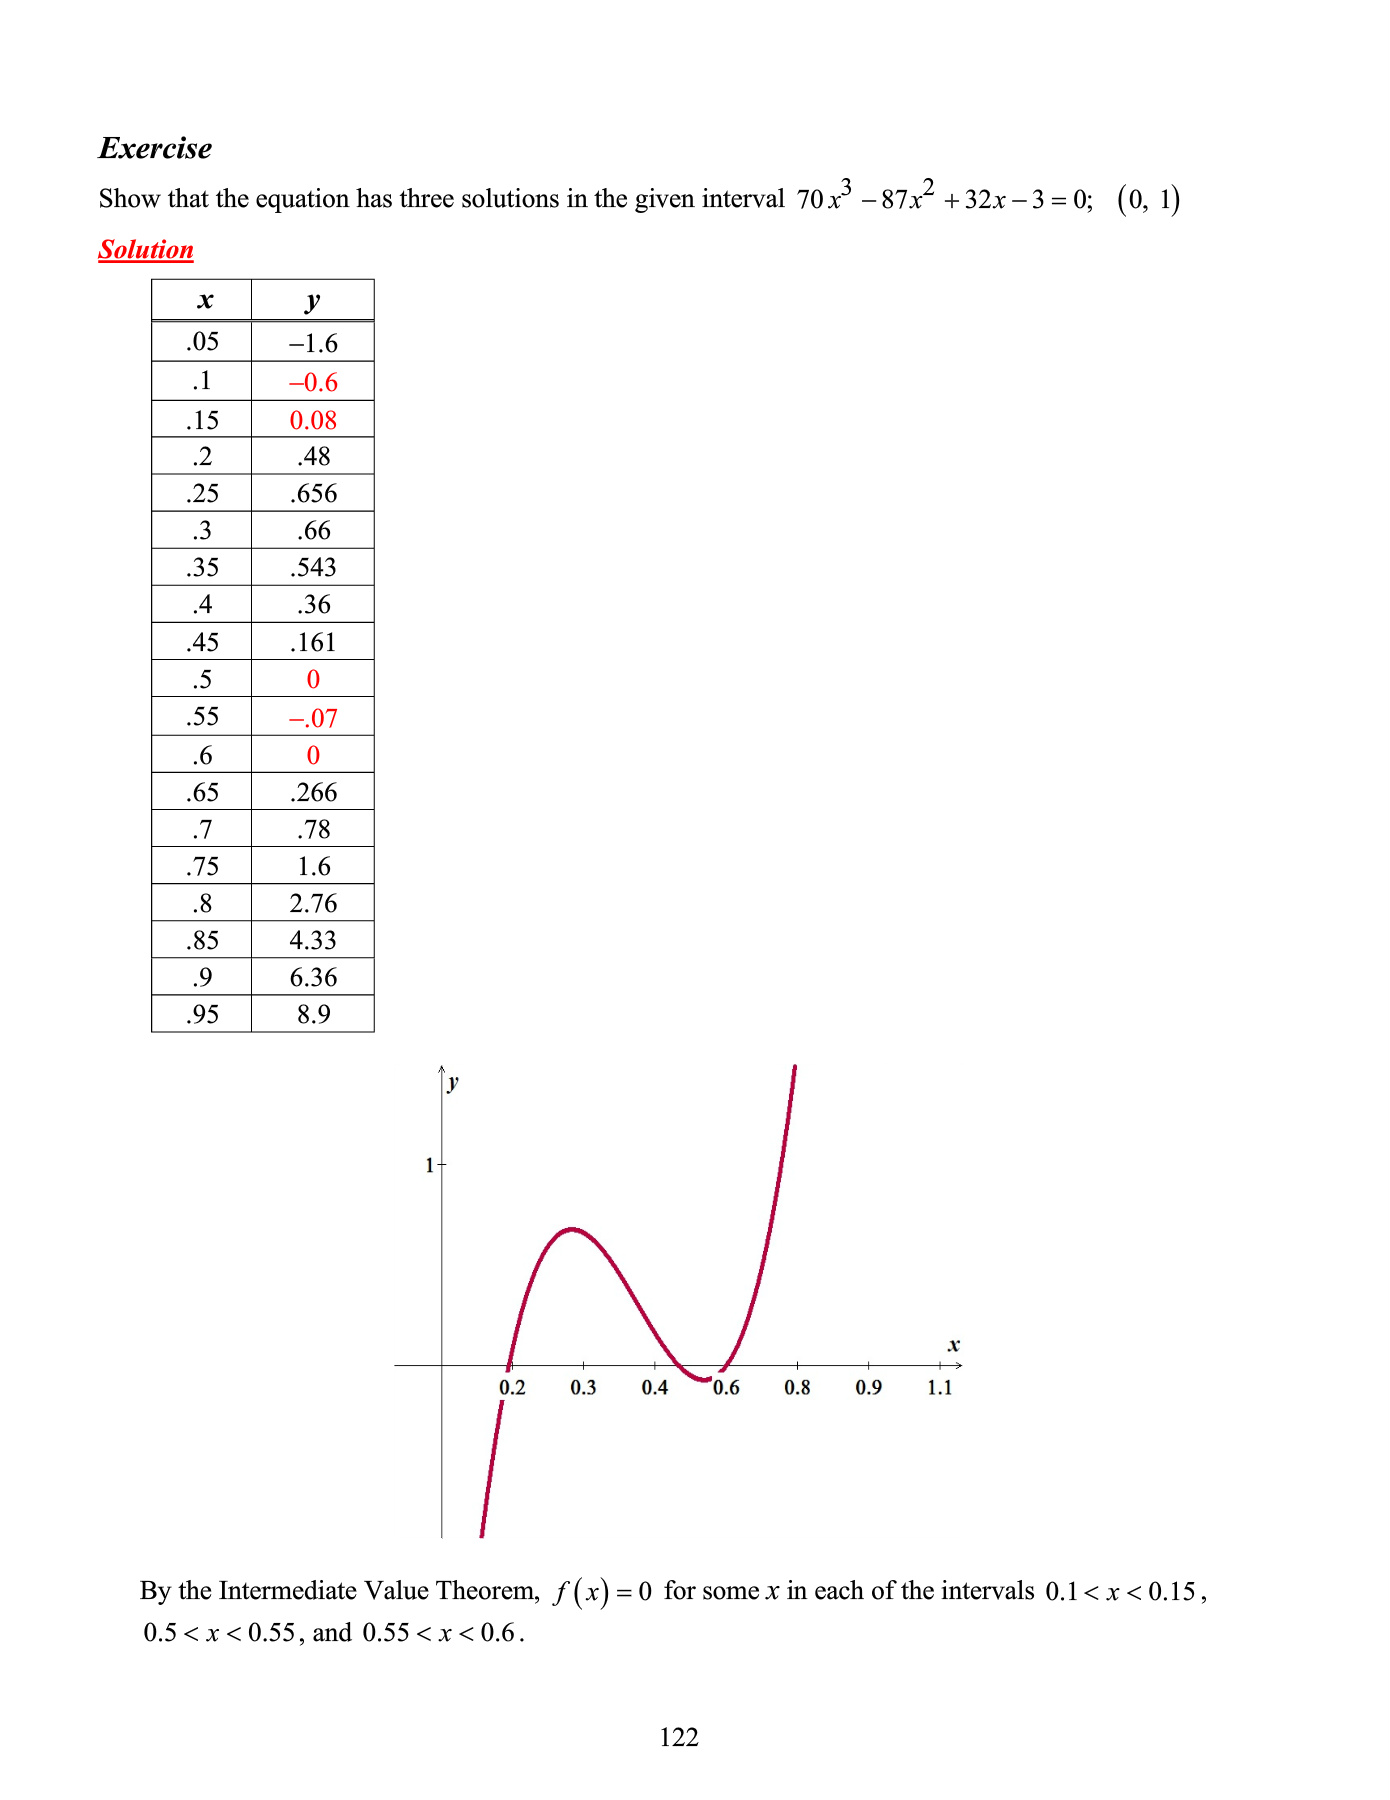 Exercise
Show that the equation has three solutions in the given interval 70x³ – 87x² + 32x – 3 = 0; (0, 1)
Solution
x y
.05 –1.6
.1 –0.6
.15 0.08
.2 .48
.25 .656
.3 .66
.35 .543
.4 .36
.45 .161
.5 0
.55 –.07
.6 0
.65 .266
.7 .78
.75 1.6
.8 2.76
.85 4.33
.9 6.36
.95 8.9
y
1
x
0.2 0.3 0.4 0.6 0.8 0.9 1.1
By the Intermediate Value Theorem, f(x) = 0 for some x in each of the intervals 0.1 < x < 0.15,
0.5 < x < 0.55, and 0.55 < x < 0.6.
122